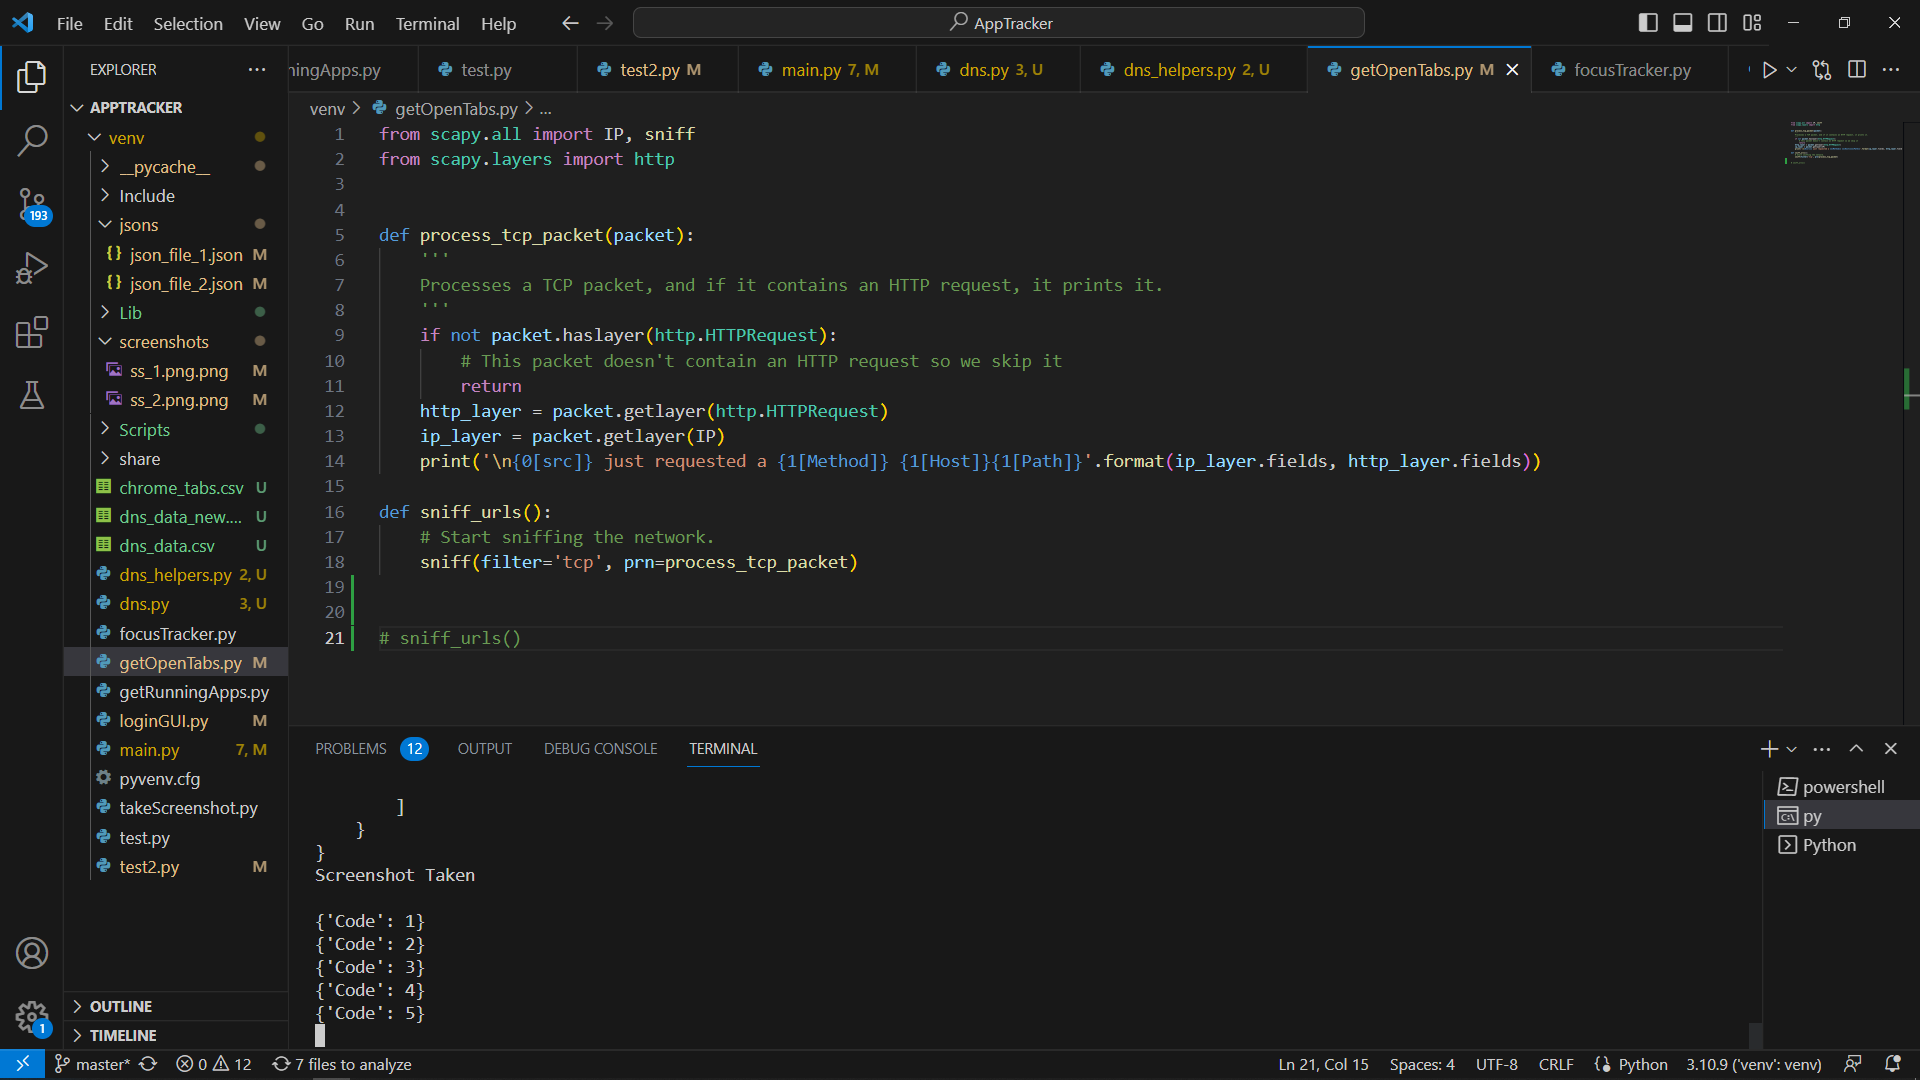 File Edit Selection View Go Run Terminal Help
AppTracker
EXPLORER
ningApps.py test.py test2.py M main.py 7, M dns.py 3, U dns_helpers.py 2, U getOpenTabs.py M focusTracker.py
APPTRACKER
venv
__pycache__
Include
jsons
json_file_1.json M
json_file_2.json M
Lib
screenshots
ss_1.png.png M
ss_2.png.png M
Scripts
share
chrome_tabs.csv U
dns_data_new.... U
dns_data.csv U
dns_helpers.py 2, U
dns.py 3, U
focusTracker.py
getOpenTabs.py M
getRunningApps.py
loginGUI.py M
main.py 7, M
pyvenv.cfg
takeScreenshot.py
test.py
test2.py M
OUTLINE
TIMELINE
193
1
venv > getOpenTabs.py > ...
1 from scapy.all import IP, sniff
2 from scapy.layers import http
3
4
5 def process_tcp_packet(packet):
6     '''
7     Processes a TCP packet, and if it contains an HTTP request, it prints it.
8     '''
9     if not packet.haslayer(http.HTTPRequest):
10         # This packet doesn't contain an HTTP request so we skip it
11         return
12     http_layer = packet.getlayer(http.HTTPRequest)
13     ip_layer = packet.getlayer(IP)
14     print('\n{0[src]} just requested a {1[Method]} {1[Host]}{1[Path]}'.format(ip_layer.fields, http_layer.fields))
15
16 def sniff_urls():
17     # Start sniffing the network.
18     sniff(filter='tcp', prn=process_tcp_packet)
19
20
21 # sniff_urls()
PROBLEMS 12 OUTPUT DEBUG CONSOLE TERMINAL
        ]
    }
}
Screenshot Taken
{'Code': 1}
{'Code': 2}
{'Code': 3}
{'Code': 4}
{'Code': 5}
powershell
py
Python
master* 0 12 7 files to analyze Ln 21, Col 15 Spaces: 4 UTF-8 CRLF Python 3.10.9 ('venv': venv)